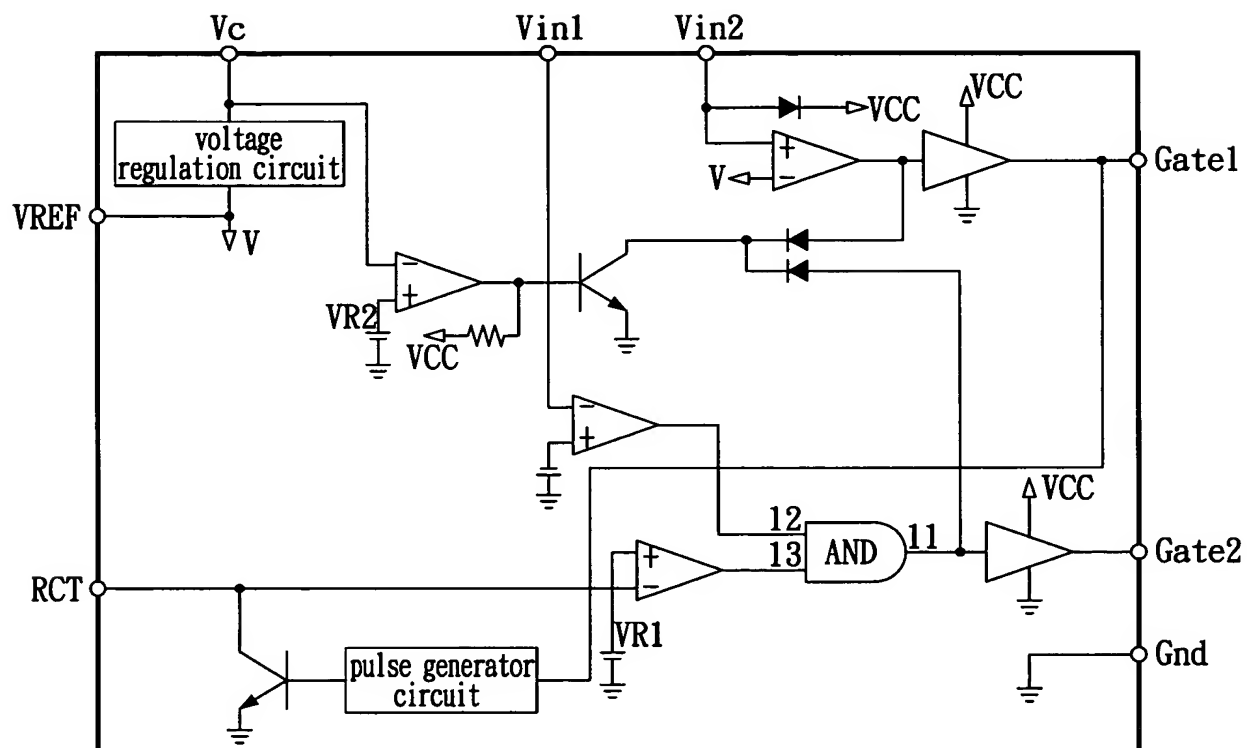 Vc
Vin1
Vin2
VCC
VCC
voltage
regulation circuit
+
−
V
Gate1
VREF
V
−
+
VR2
VCC
−
+
VCC
12
13
AND
11
+
−
Gate2
RCT
VR1
pulse generator
circuit
Gnd